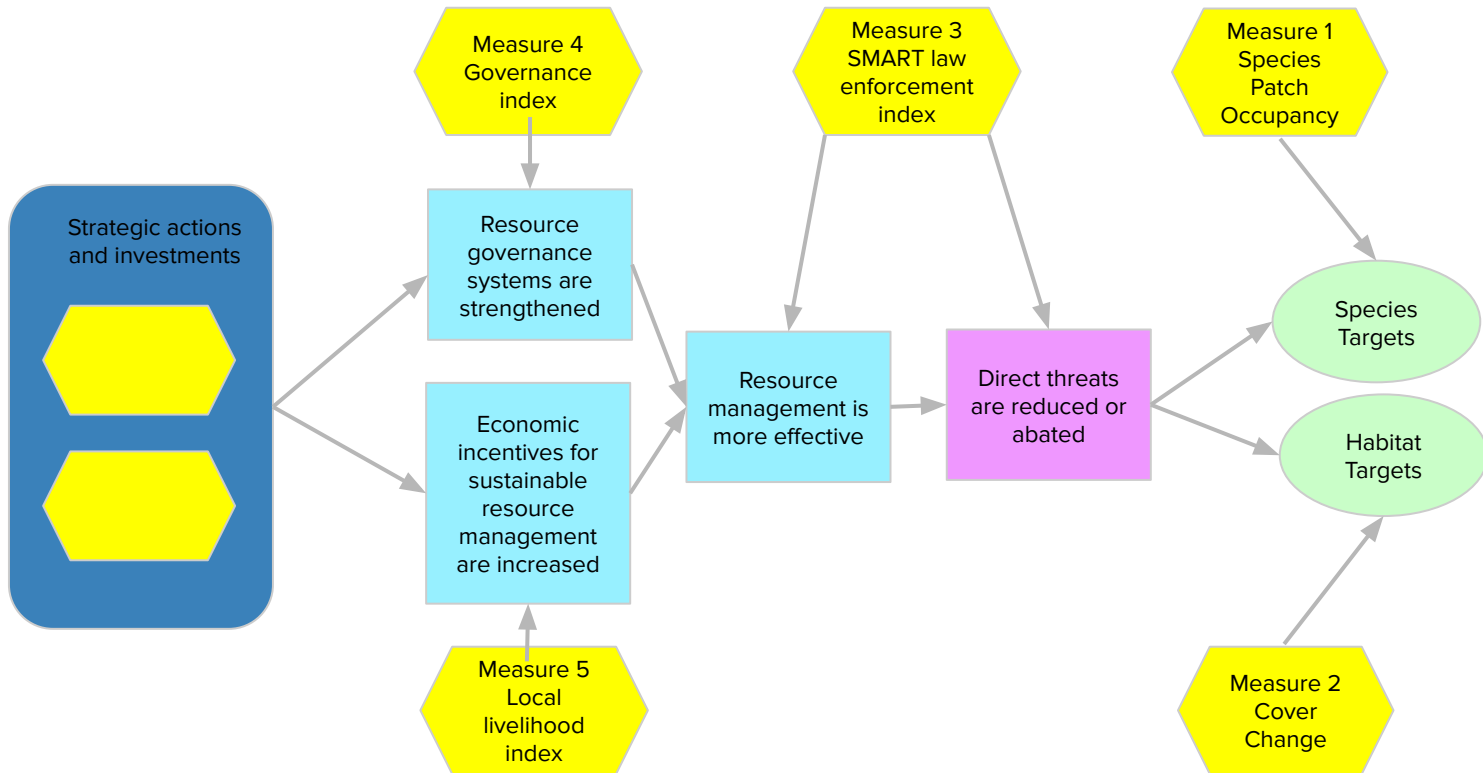 Measure 4
Governance
index
Measure 3
SMART law
enforcement
index
Measure 1
Species
Patch
Occupancy
Strategic actions
and investments
Resource
governance
systems are
strengthened
Economic
incentives for
sustainable
resource
management
are increased
Resource
management is
more effective
Direct threats
are reduced or
abated
Species
Targets
Habitat
Targets
Measure 5
Local
livelihood
index
Measure 2
Cover
Change